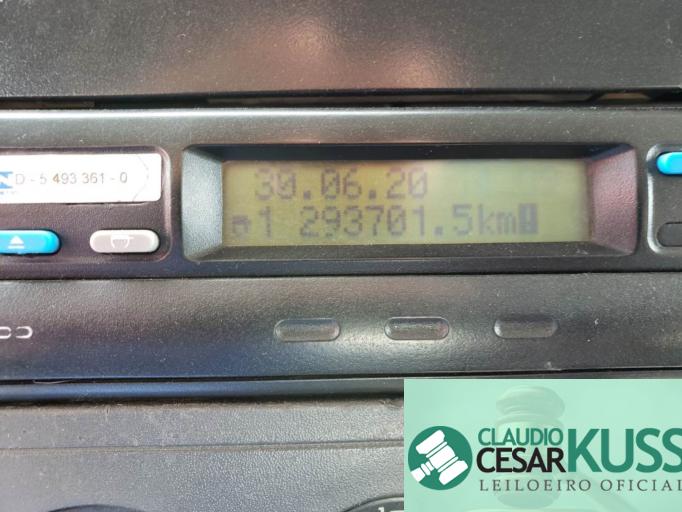 D - 5 493 361 - 0
30.06.20
1 293701.5km!
CLAUDIO
CESAR KUSS
LEILOEIRO OFICIAL